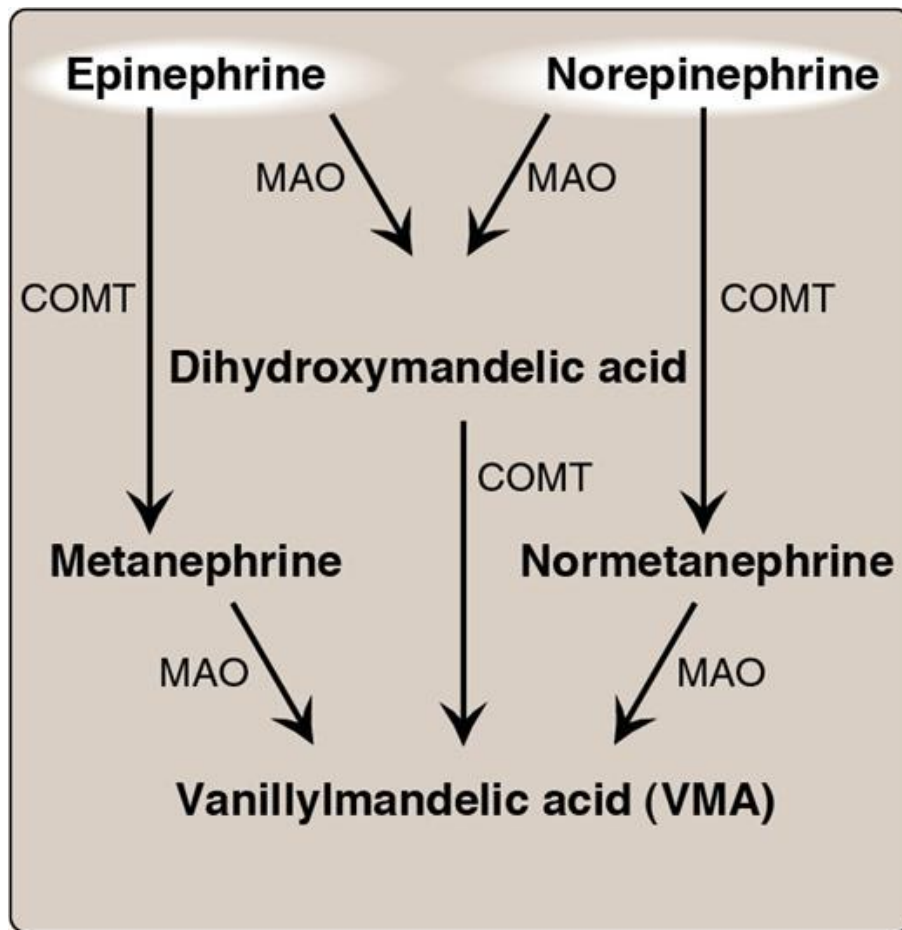 Epinephrine Norepinephrine
MAO MAO
COMT COMT
Dihydroxymandelic acid
COMT
Metanephrine Normetanephrine
MAO MAO
Vanillylmandelic acid (VMA)